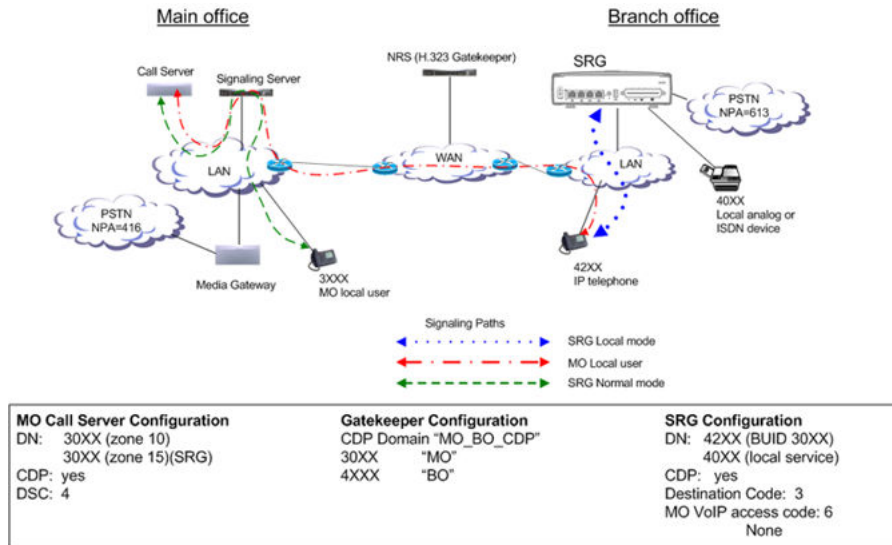 Main office
Branch office
NRS (H.323 Gatekeeper)
SRG
Call Server
Signaling Server
PSTN
NPA=613
LAN
WAN
LAN
PSTN
NPA=416
40XX
Local analog or
ISDN device
Media Gateway
3XXX
MO local user
42XX
IP telephone
Signaling Paths
SRG Local mode
MO Local user
SRG Normal mode
MO Call Server Configuration
DN: 30XX (zone 10)
30XX (zone 15)(SRG)
CDP: yes
DSC: 4
Gatekeeper Configuration
CDP Domain “MO_BO_CDP”
30XX “MO”
4XXX “BO”
SRG Configuration
DN: 42XX (BUID 30XX)
40XX (local service)
CDP: yes
Destination Code: 3
MO VoIP access code: 6
None